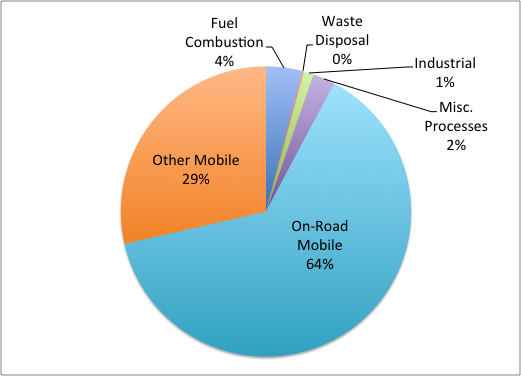 Fuel
Combustion
4%
Waste
Disposal
0%
Industrial
1%
Misc.
Processes
2%
Other Mobile
29%
On-Road
Mobile
64%